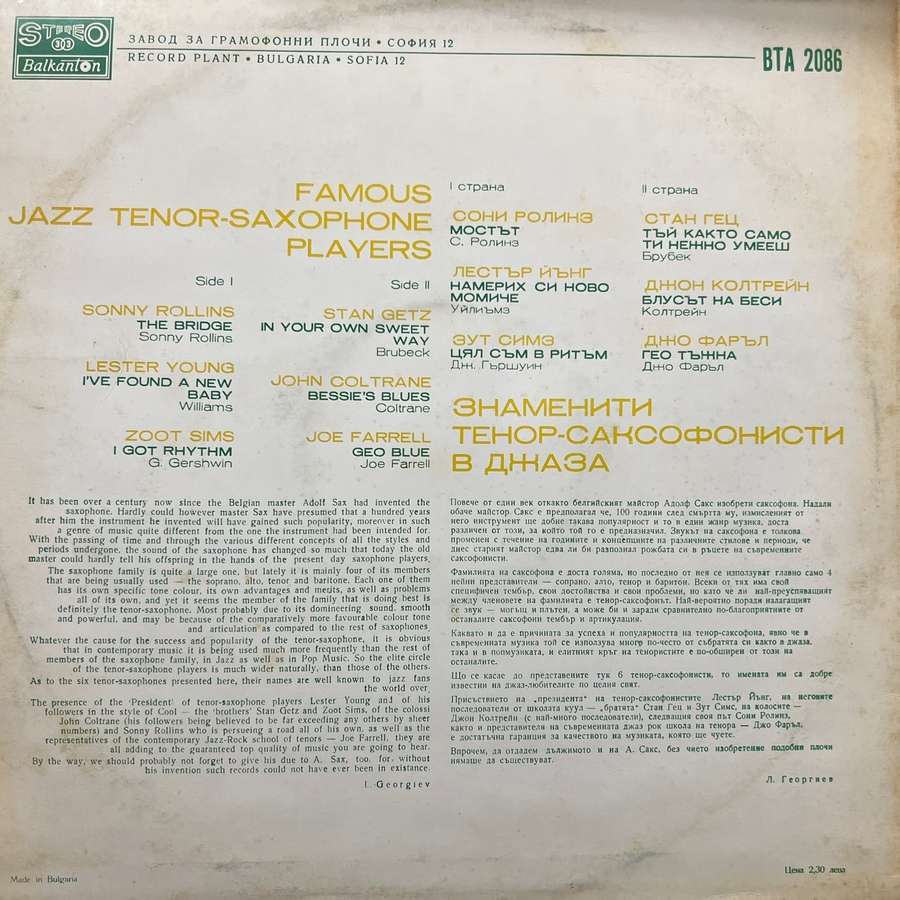 STEREO
303
Balkanton
ЗАВОД ЗА ГРАМОФОННИ ПЛОЧИ • СОФИЯ 12
RECORD PLANT • BULGARIA • SOFIA 12
ВТА 2086
FAMOUS
JAZZ TENOR-SAXOPHONE
PLAYERS
Side I
SONNY ROLLINS
THE BRIDGE
Sonny Rollins
LESTER YOUNG
I'VE FOUND A NEW
BABY
Williams
ZOOT SIMS
I GOT RHYTHM
G. Gershwin
Side II
STAN GETZ
IN YOUR OWN SWEET
WAY
Brubeck
JOHN COLTRANE
BESSIE'S BLUES
Coltrane
JOE FARRELL
GEO BLUE
Joe Farrell
I страна
СОНИ РОЛИНЗ
МОСТЪТ
С. Ролинз
ЛЕСТЪР ЙЪНГ
НАМЕРИХ СИ НОВО
МОМИЧЕ
Уйлиъмз
ЗУТ СИМЗ
ЦЯЛ СЪМ В РИТЪМ
Дж. Гършуин
II страна
СТАН ГЕЦ
ТЪЙ КАКТО САМО
ТИ НЕЖНО УМЕЕШ
Брубек
ДЖОН КОЛТРЕЙН
БЛУСЪТ НА БЕСИ
Колтрейн
ДЖО ФАРЪЛ
ГЕО ТЪЖНА
Джо Фаръл
ЗНАМЕНИТИ
ТЕНОР-САКСОФОНИСТИ
В ДЖАЗА
It has been over a century now since the Belgian master Adolf Sax had invented the
saxophone. Hardly could however master Sax have presumed that a hundred years
after him the instrument he invented will have gained such popularity, moreover in such
a genre of music quite different from the one the instrument had been intended for.
With the passing of time and through the various different concepts of all the styles and
periods undergone, the sound of the saxophone has changed so much that today the old
master could hardly tell his offspring in the hands of the present day saxophone players.
The saxophone family is quite a large one, but lately it is mainly four of its members
that are being usually used — the soprano, alto, tenor and baritone. Each one of them
has its own specific tone colour, its own advantages and merits, as well as problems
all of its own, and yet it seems the member of the family that is doing best is
definitely the tenor-saxophone. Most probably due to its domineering sound, smooth
and powerful, and may be because of the comparatively more favourable colour tone
and articulation as compared to the rest of saxophones.
Whatever the cause for the success and popularity of the tenor-saxophone, it is obvious
that in contemporary music it is being used much more frequently than the rest of
members of the saxophone family, in Jazz as well as in Pop Music. So the elite circle
of the tenor-saxophone players is much wider naturally, than those of the others.
As to the six tenor-saxophones presented here, their names are well known to jazz fans
the world over.
The presence of the 'President' of tenor-saxophone players Lester Young and of his
followers in the style of Cool — the 'brothers' Stan Getz and Zoot Sims, of the colossi
John Coltrane (his followers being believed to be far exceeding any others by sheer
numbers) and Sonny Rollins who is pursueing a road all of his own, as well as the
representatives of the contemporary Jazz-Rock school of tenors — Joe Farrell, they are
all adding to the guaranteed top quality of music you are going to hear.
By the way, we should probably not forget to give his due to A. Sax, too, for, without
his invention such records could not have ever been in existance.
L. Georgiev
Повече от един век откакто белгийският майстор Адолф Сакс изобрети саксофона. Надали
обаче майстор Сакс е предполагал че, 100 години след смъртта му, измисленият от
него инструмент ще добие такава популярност и то в един жанр музика, доста
различен от този, за който той го е предназначил. Звукът на саксофона е толкова
променен с течение на годините и концепциите на различните стилове и периоди, че
днес старият майстор едва ли би разпознал рожбата си в ръцете на съвременните
саксофонисти.
Фамилията на саксофона е доста голяма, но последно от нея се използуват главно само 4
нейни представители — сопрано, алто, тенор и баритон. Всеки от тях има свой
специфичен тембър, свои достойнства и свои проблеми, но като че ли най-преуспяващият
между членовете на фамилията е тенор-саксофонът. Най-вероятно поради налагащият
се звук — могъщ и плътен, а може би и заради сравнително по-благоприятните от
останалите саксофони тембър и артикулация.
Каквато и да е причината за успеха и популярността на тенор-саксофона, явно че в
съвременната музика той се използува много по-често от събратята си както в джаза,
така и в попмузиката, и елитният кръг на тенористите е по-обширен от този на
останалите.
Що се касае до представените тук 6 тенор-саксофонисти, то имената им са добре
известни на джаз-любителите по целия свят.
Присъствието на „президента" на тенор-саксофонистите Лестър Йънг, на неговите
последователи от школата куул - „братята" Стан Гец и Зут Симс, на колосите —
Джон Колтрейн (с най-много последователи), следващия своя път Сони Ролинз,
както и представителя на съвременната джаз рок школа на тенора — Джо Фаръл,
е достатъчна гаранция за качеството на музиката, която ще чуете.
Впрочем, да отдадем дължимото и на А. Сакс, без чието изобретение подобни плочи
нямаше да съществуват.
Л. Георгиев
Made in Bulgaria
Цена 2,30 лева